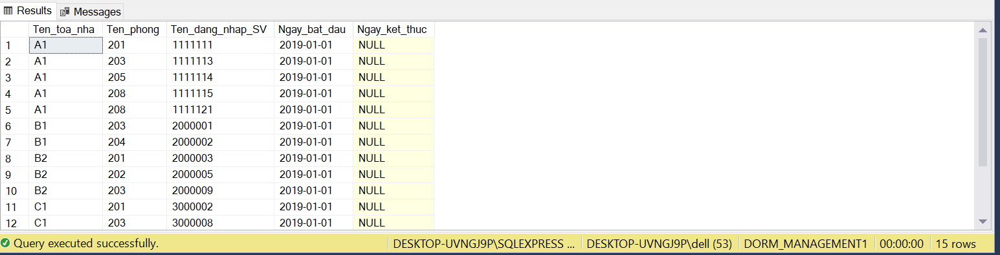 Results Messages
Ten_toa_nha Ten_phong Ten_dang_nhap_SV Ngay_bat_dau Ngay_ket_thuc
1 A1 201 1111111 2019-01-01 NULL
2 A1 203 1111113 2019-01-01 NULL
3 A1 205 1111114 2019-01-01 NULL
4 A1 208 1111115 2019-01-01 NULL
5 A1 208 1111121 2019-01-01 NULL
6 B1 203 2000001 2019-01-01 NULL
7 B1 204 2000002 2019-01-01 NULL
8 B2 201 2000003 2019-01-01 NULL
9 B2 202 2000005 2019-01-01 NULL
10 B2 203 2000009 2019-01-01 NULL
11 C1 201 3000002 2019-01-01 NULL
12 C1 203 3000008 2019-01-01 NULL
Query executed successfully. DESKTOP-UVNGJ9P\SQLEXPRESS ... DESKTOP-UVNGJ9P\dell (53) DORM_MANAGEMENT1 00:00:00 15 rows